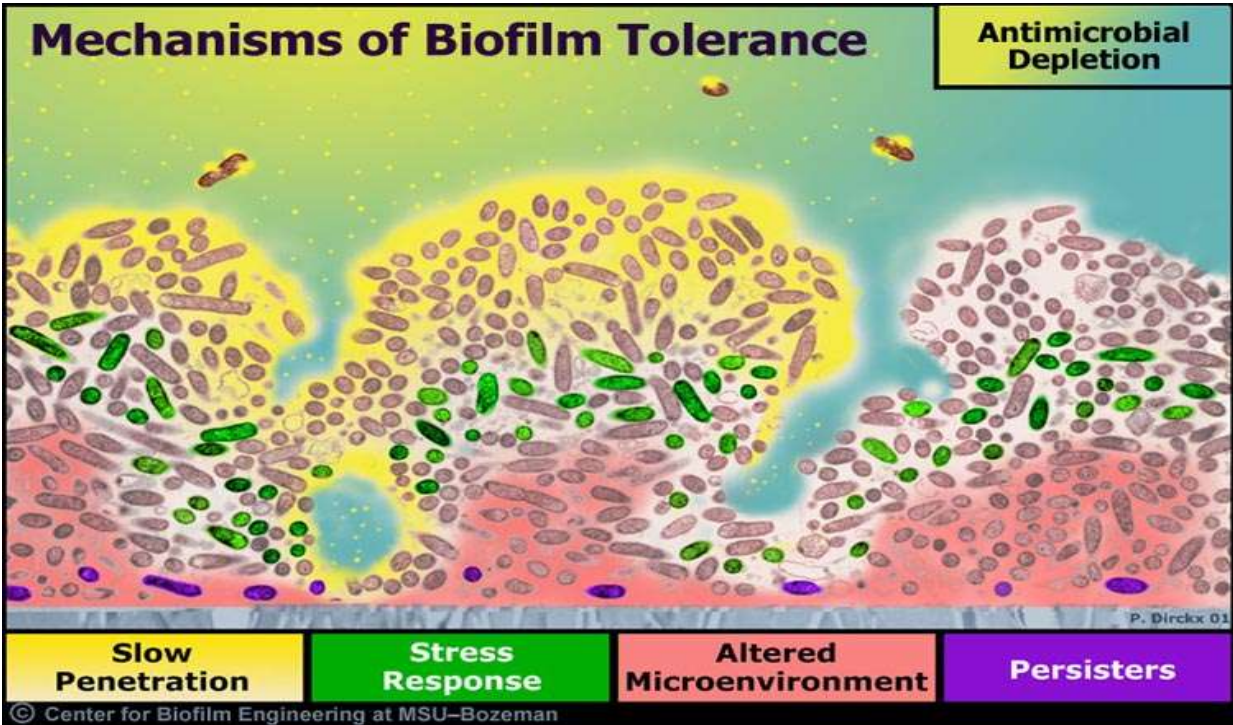 Mechanisms of Biofilm Tolerance
Antimicrobial
Depletion
P. Dirckx 01
Slow
Penetration
Stress
Response
Altered
Microenvironment
Persisters
© Center for Biofilm Engineering at MSU–Bozeman